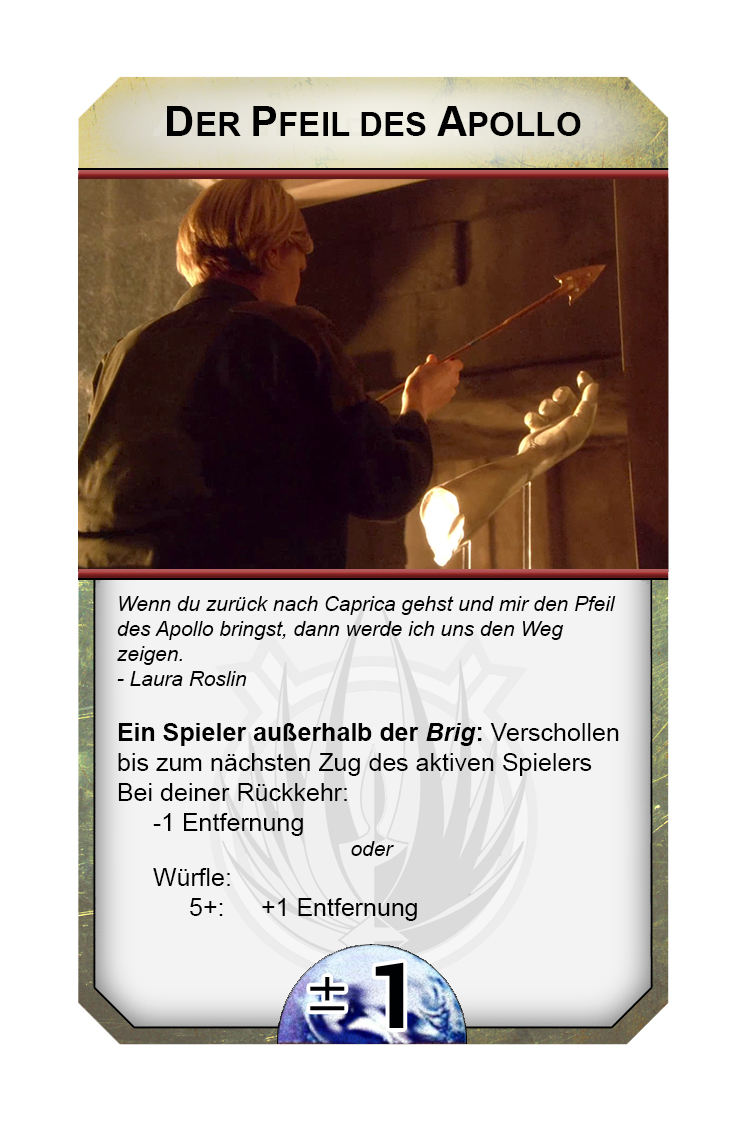 Der Pfeil des Apollo
Wenn du zurück nach Caprica gehst und mir den Pfeil
des Apollo bringst, dann werde ich uns den Weg
zeigen.
- Laura Roslin
Ein Spieler außerhalb der Brig: Verschollen
bis zum nächsten Zug des aktiven Spielers
Bei deiner Rückkehr:
-1 Entfernung
oder
Würfle:
5+: +1 Entfernung
± 1